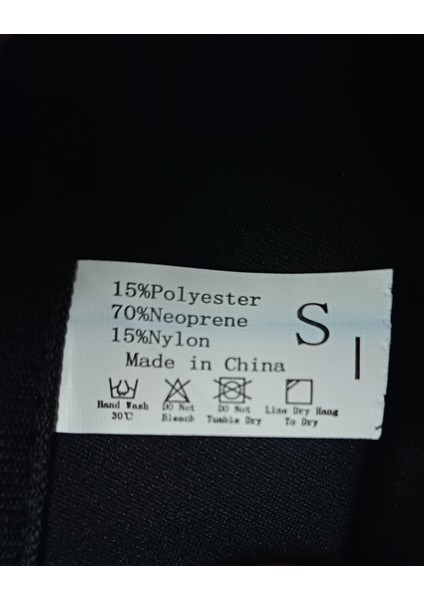 15%Polyester
70%Neoprene
15%Nylon
S
Made in China
Hand Wash
30℃
DO Not
Bleach
DO Not
Tumble Dry
Line Dry Hang
To Dry